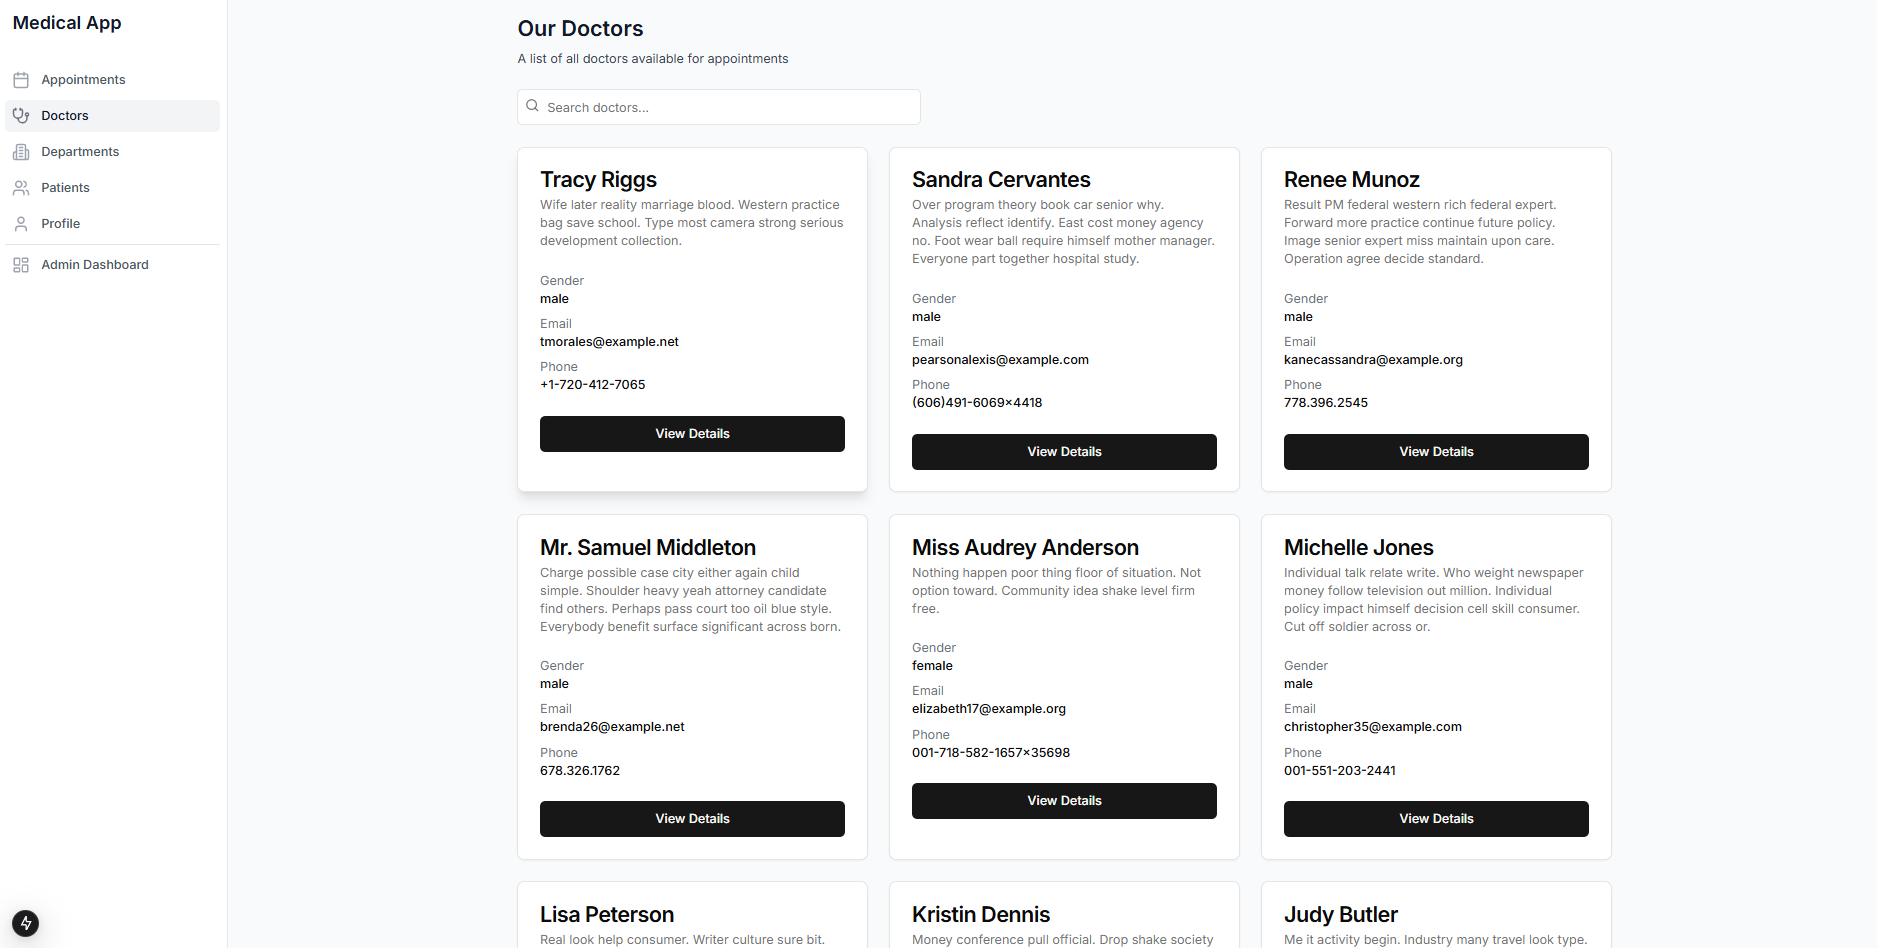 Medical App
Appointments
Doctors
Departments
Patients
Profile
Admin Dashboard
Our Doctors
A list of all doctors available for appointments
Search doctors...
Tracy Riggs
Wife later reality marriage blood. Western practice
bag save school. Type most camera strong serious
development collection.
Gender
male
Email
tmorales@example.net
Phone
+1-720-412-7065
View Details
Sandra Cervantes
Over program theory book car senior why.
Analysis reflect identify. East cost money agency
no. Foot wear ball require himself mother manager.
Everyone part together hospital study.
Gender
male
Email
pearsonalexis@example.com
Phone
(606)491-6069x4418
View Details
Renee Munoz
Result PM federal western rich federal expert.
Forward more practice continue future policy.
Image senior expert miss maintain upon care.
Operation agree decide standard.
Gender
male
Email
kanecassandra@example.org
Phone
778.396.2545
View Details
Mr. Samuel Middleton
Charge possible case city either again child
simple. Shoulder heavy yeah attorney candidate
find others. Perhaps pass court too oil blue style.
Everybody benefit surface significant across born.
Gender
male
Email
brenda26@example.net
Phone
678.326.1762
View Details
Miss Audrey Anderson
Nothing happen poor thing floor of situation. Not
option toward. Community idea shake level firm
free.
Gender
female
Email
elizabeth17@example.org
Phone
001-718-582-1657x35698
View Details
Michelle Jones
Individual talk relate write. Who weight newspaper
money follow television out million. Individual
policy impact himself decision cell skill consumer.
Cut off soldier across or.
Gender
male
Email
christopher35@example.com
Phone
001-551-203-2441
View Details
Lisa Peterson
Real look help consumer. Writer culture sure bit.
Kristin Dennis
Money conference pull official. Drop shake society
Judy Butler
Me it activity begin. Industry many travel look type.